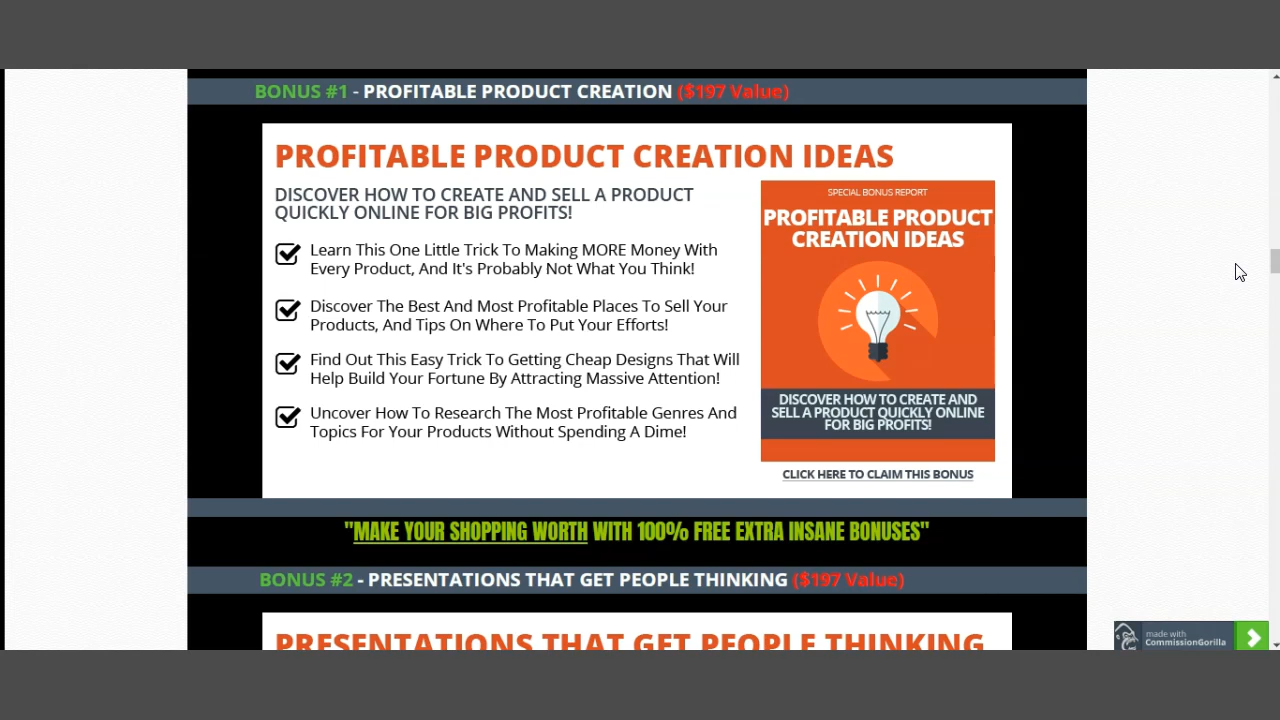 BONUS #1 - PROFITABLE PRODUCT CREATION ($197 Value)
PROFITABLE PRODUCT CREATION IDEAS
DISCOVER HOW TO CREATE AND SELL A PRODUCT
QUICKLY ONLINE FOR BIG PROFITS!
Learn This One Little Trick To Making MORE Money With
Every Product, And It's Probably Not What You Think!
Discover The Best And Most Profitable Places To Sell Your
Products, And Tips On Where To Put Your Efforts!
Find Out This Easy Trick To Getting Cheap Designs That Will
Help Build Your Fortune By Attracting Massive Attention!
Uncover How To Research The Most Profitable Genres And
Topics For Your Products Without Spending A Dime!
SPECIAL BONUS REPORT
PROFITABLE PRODUCT
CREATION IDEAS
DISCOVER HOW TO CREATE AND
SELL A PRODUCT QUICKLY ONLINE
FOR BIG PROFITS!
CLICK HERE TO CLAIM THIS BONUS
"MAKE YOUR SHOPPING WORTH WITH 100% FREE EXTRA INSANE BONUSES"
BONUS #2 - PRESENTATIONS THAT GET PEOPLE THINKING ($197 Value)
PRESENTATIONS THAT GET PEOPLE THINKING
made with
CommissionGorilla